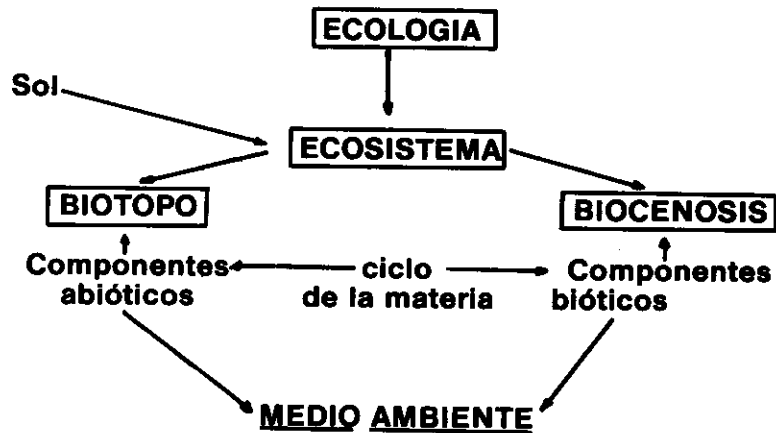 ECOLOGIA
Sol
ECOSISTEMA
BIOTOPO
BIOCENOSIS
Componentes
abióticos
ciclo
de la materia
Componentes
bióticos
MEDIO AMBIENTE